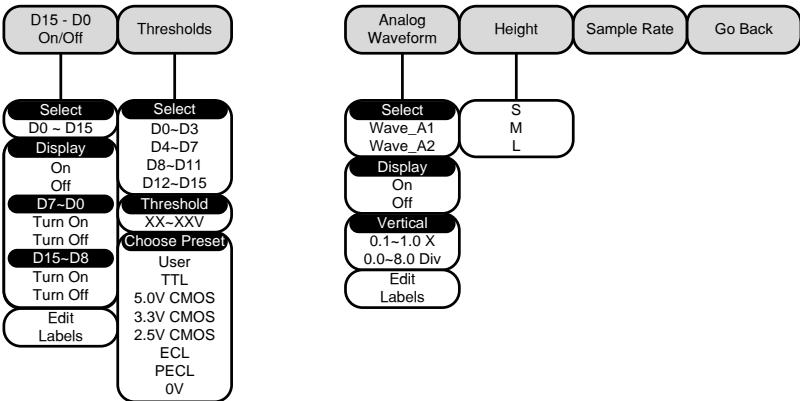 D15 - D0
On/Off
Thresholds
Analog
Waveform
Height
Sample Rate
Go Back
Select
D0 ~ D15
Display
On
Off
D7~D0
Turn On
Turn Off
D15~D8
Turn On
Turn Off
Edit
Labels
Select
D0~D3
D4~D7
D8~D11
D12~D15
Threshold
XX~XXV
Choose Preset
User
TTL
5.0V CMOS
3.3V CMOS
2.5V CMOS
ECL
PECL
0V
Select
Wave_A1
Wave_A2
Display
On
Off
Vertical
0.1~1.0 X
0.0~8.0 Div
Edit
Labels
S
M
L